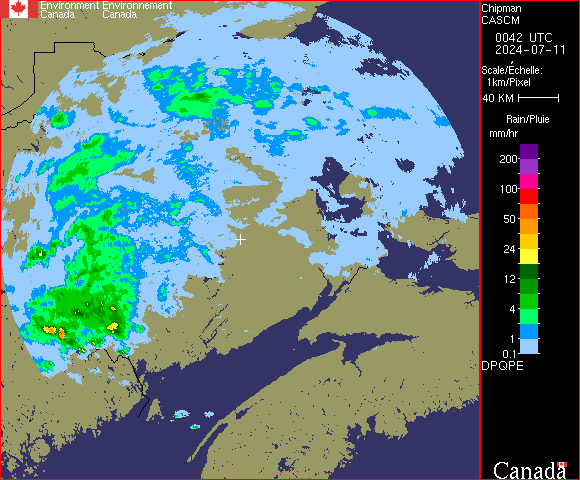 Environment Environnement
Canada Canada
Chipman
CASCM
0042 UTC
2024-07-11
Scale/Échelle:
1km/Pixel
40 KM
Rain/Pluie
mm/hr
200
100
50
24
12
4
1
0.1
DPQPE
Canada